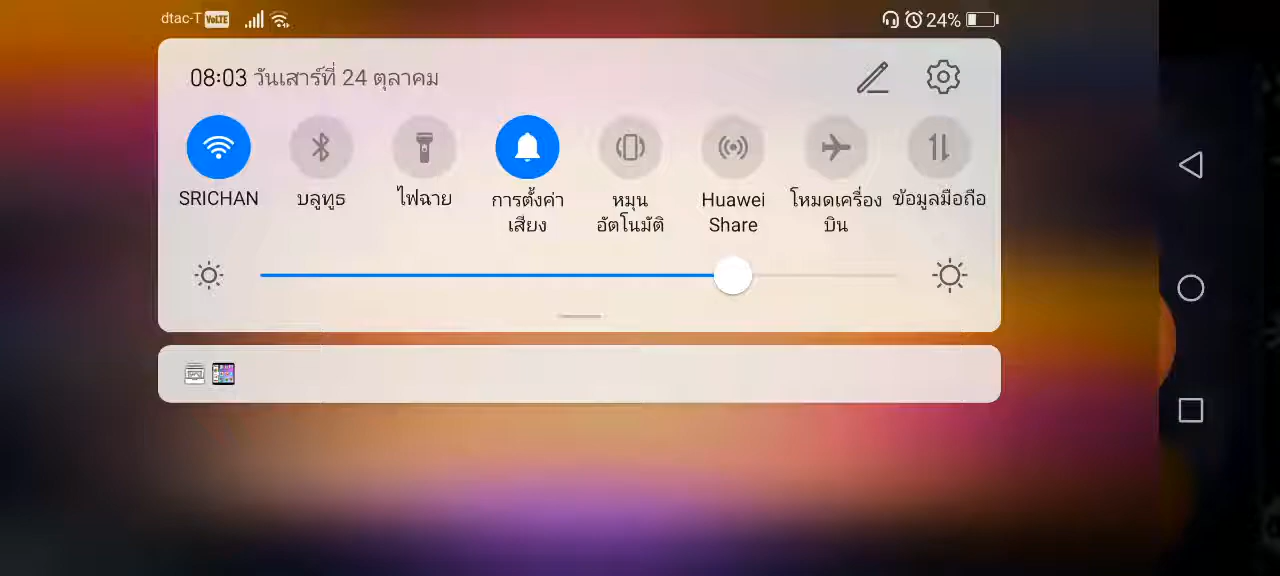 dtac-T VoLTE 24%
08:03 วันเสาร์ที่ 24 ตุลาคม
SRICHAN บลูทูธ ไฟฉาย การตั้งค่าเสียง หมุนอัตโนมัติ Huawei Share โหมดเครื่องบิน ข้อมูลมือถือ